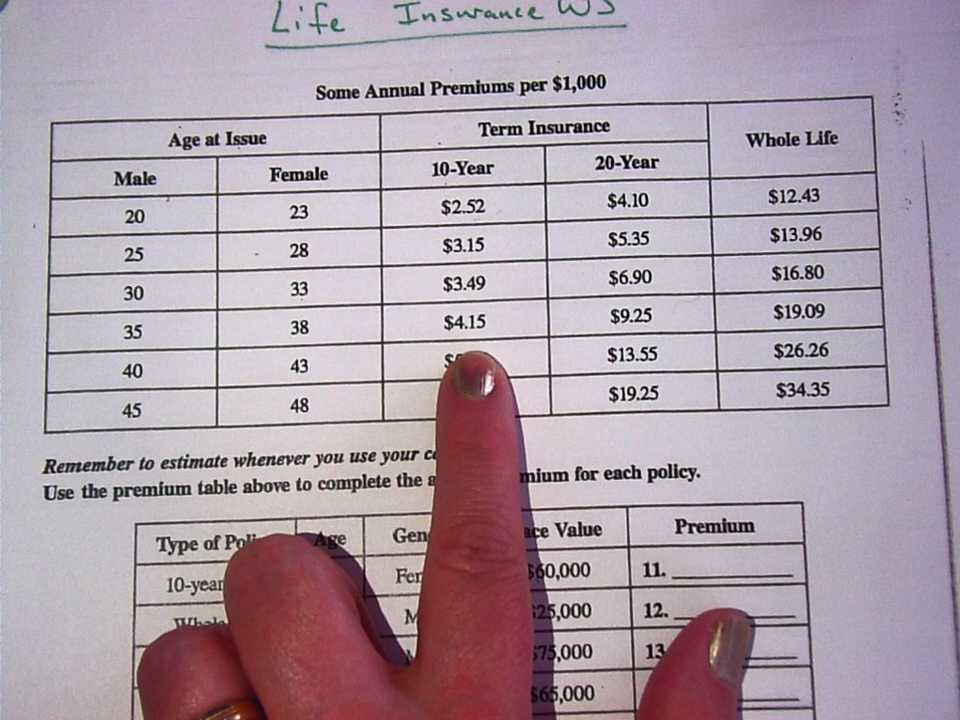 Life Insurance WS
Some Annual Premiums per $1,000
Age at Issue Term Insurance Whole Life
Male Female 10-Year 20-Year
20 23 $2.52 $4.10 $12.43
25 28 $3.15 $5.35 $13.96
30 33 $3.49 $6.90 $16.80
35 38 $4.15 $9.25 $19.09
40 43 $13.55 $26.26
45 48 $19.25 $34.35
Remember to estimate whenever you use your
Use the premium table above to complete the for each policy.
Type of Age Value Premium
$60,000 11.
12.
13
$65,000